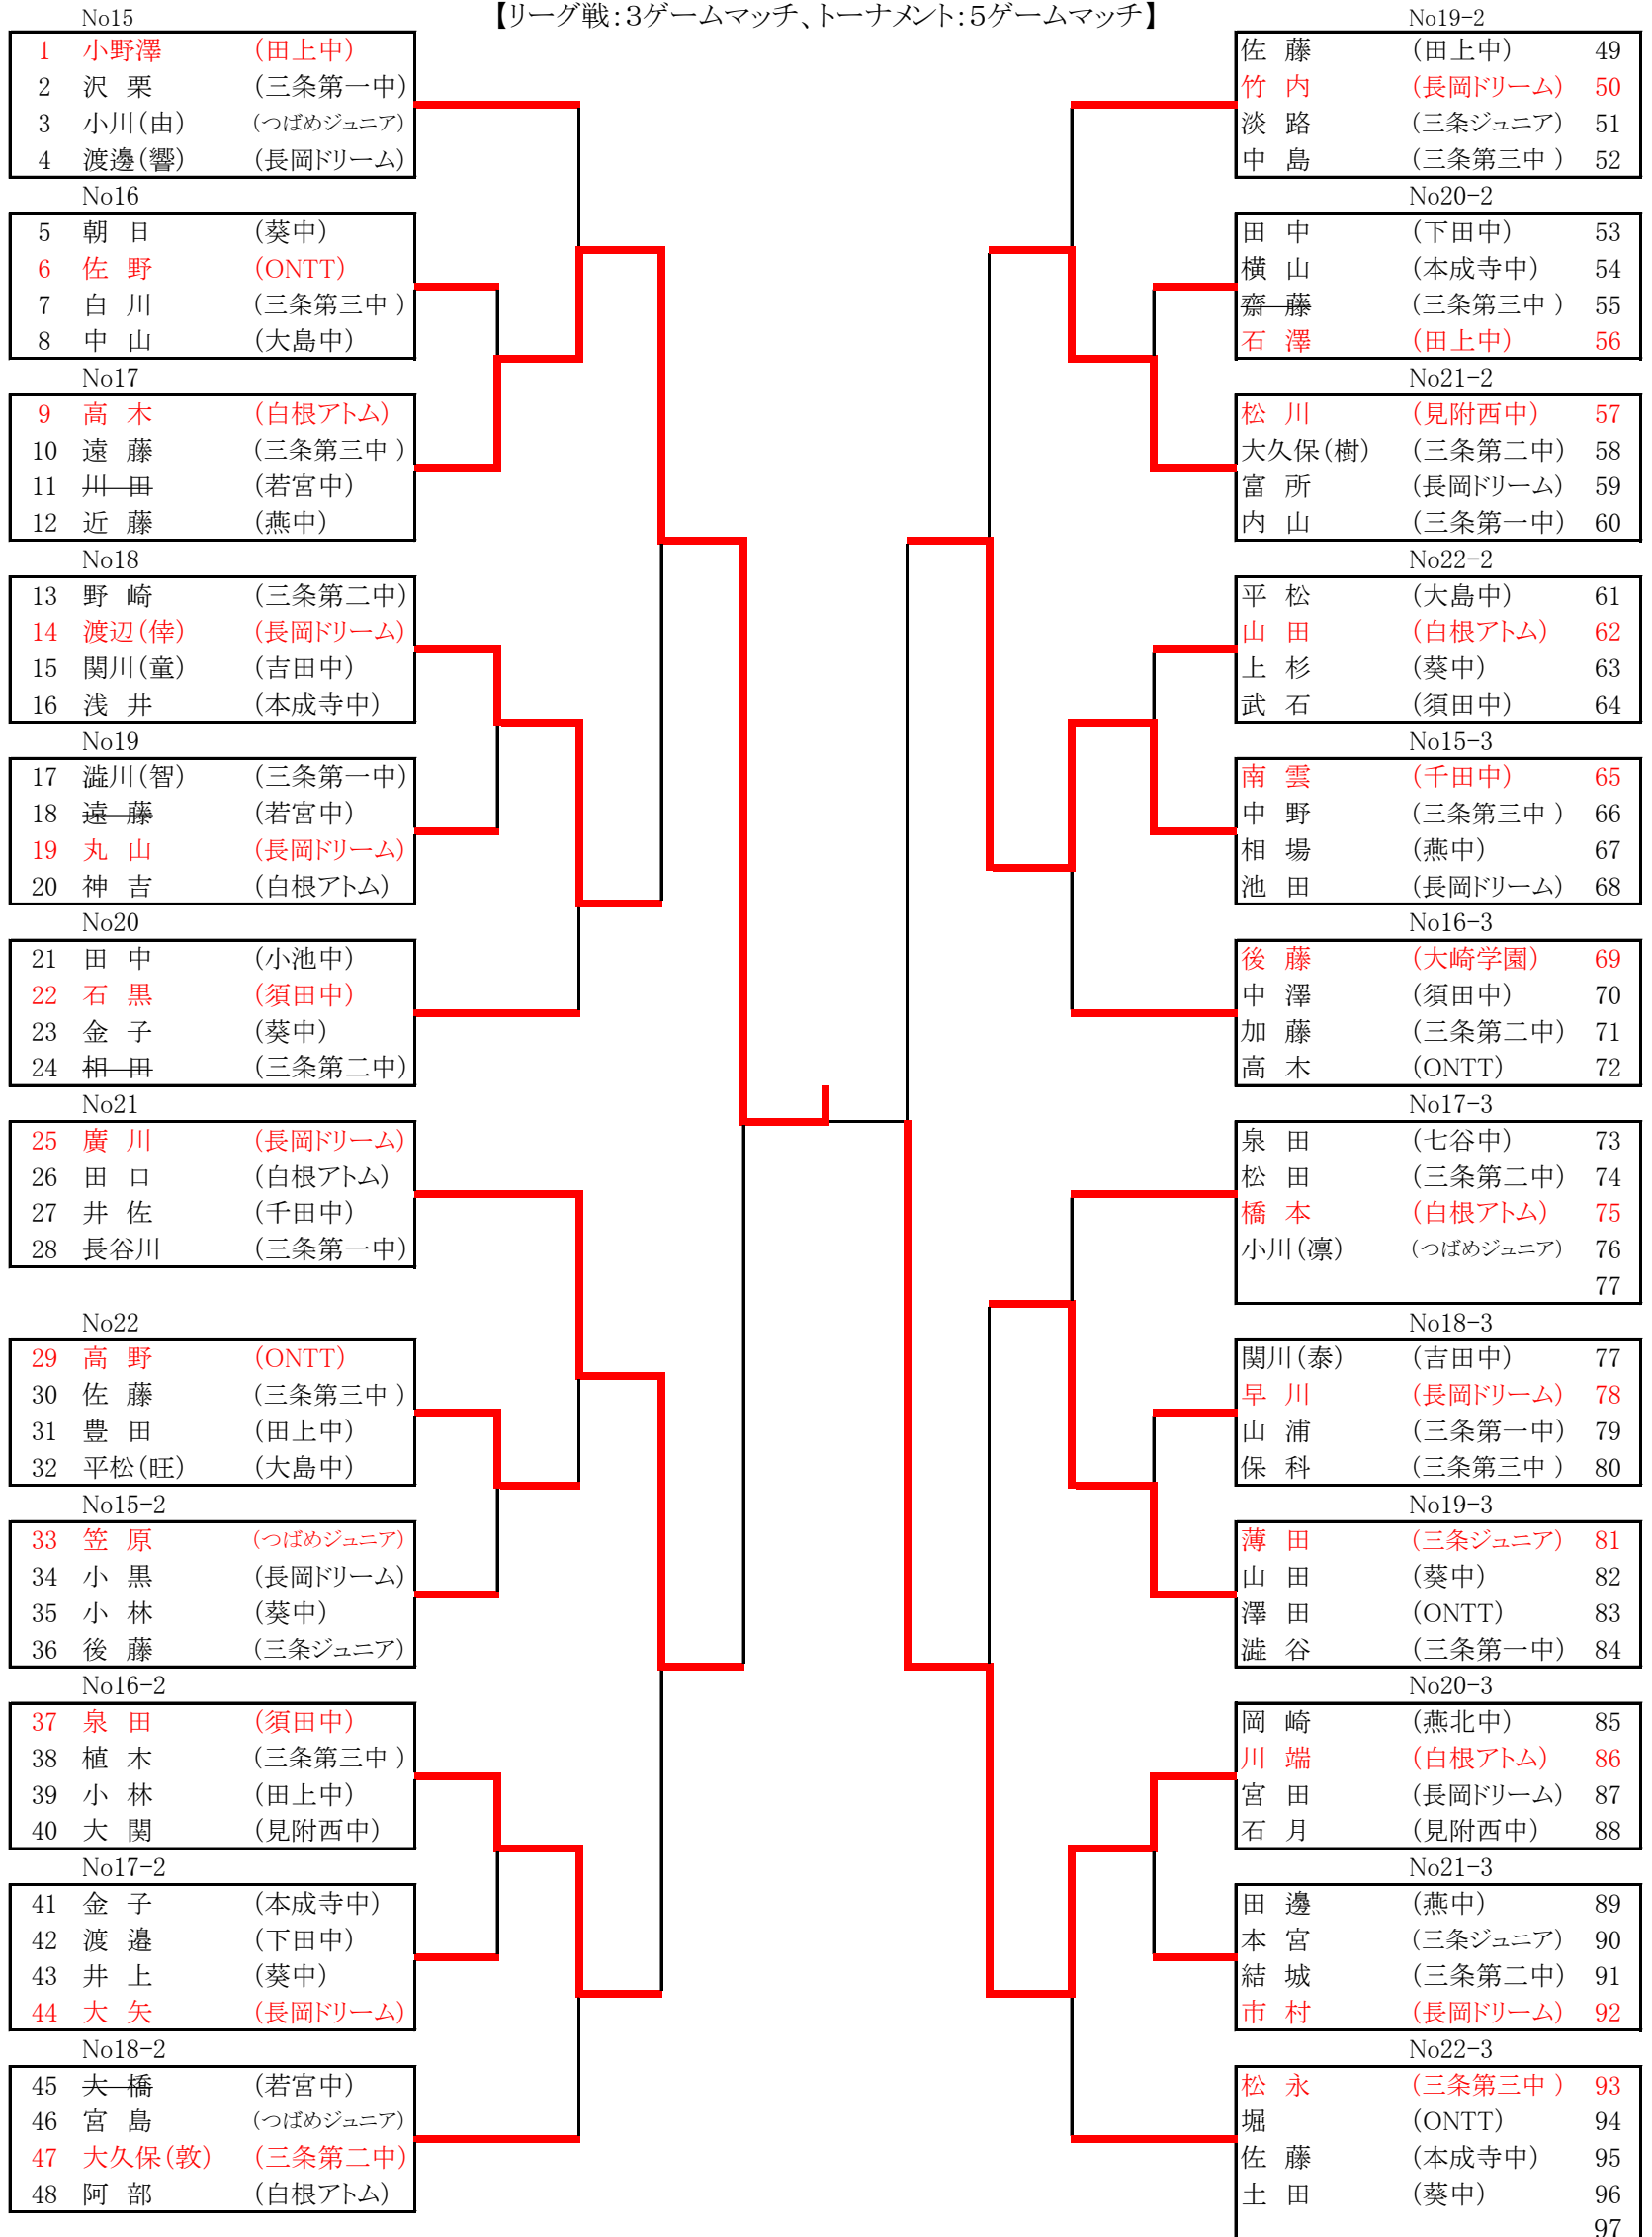 【リーグ戦：３ゲームマッチ、トーナメント：５ゲームマッチ】
No15
1 小野澤 (田上中)
2 沢 栗 (三条第一中)
3 小川(由) (つばめジュニア)
4 渡邊(響) (長岡ドリーム)
No16
5 朝 日 (葵中)
6 佐 野 (ONTT)
7 白 川 (三条第三中 )
8 中 山 (大島中)
No17
9 高 木 (白根アトム)
10 遠 藤 (三条第三中 )
11 川 田 (若宮中)
12 近 藤 (燕中)
No18
13 野 崎 (三条第二中)
14 渡辺(倖) (長岡ドリーム)
15 関川(童) (吉田中)
16 浅 井 (本成寺中)
No19
17 澁川(智) (三条第一中)
18 遠 藤 (若宮中)
19 丸 山 (長岡ドリーム)
20 神 吉 (白根アトム)
No20
21 田 中 (小池中)
22 石 黒 (須田中)
23 金 子 (葵中)
24 相 田 (三条第二中)
No21
25 廣 川 (長岡ドリーム)
26 田 口 (白根アトム)
27 井 佐 (千田中)
28 長谷川 (三条第一中)
No22
29 高 野 (ONTT)
30 佐 藤 (三条第三中 )
31 豊 田 (田上中)
32 平松(旺) (大島中)
No15-2
33 笠 原 (つばめジュニア)
34 小 黒 (長岡ドリーム)
35 小 林 (葵中)
36 後 藤 (三条ジュニア)
No16-2
37 泉 田 (須田中)
38 植 木 (三条第三中 )
39 小 林 (田上中)
40 大 関 (見附西中)
No17-2
41 金 子 (本成寺中)
42 渡 邉 (下田中)
43 井 上 (葵中)
44 大 矢 (長岡ドリーム)
No18-2
45 大 橋 (若宮中)
46 宮 島 (つばめジュニア)
47 大久保(敦) (三条第二中)
48 阿 部 (白根アトム)
No19-2
佐 藤 (田上中) 49
竹 内 (長岡ドリーム) 50
淡 路 (三条ジュニア) 51
中 島 (三条第三中 ) 52
No20-2
田 中 (下田中) 53
横 山 (本成寺中) 54
齋 藤 (三条第三中 ) 55
石 澤 (田上中) 56
No21-2
松 川 (見附西中) 57
大久保(樹) (三条第二中) 58
富 所 (長岡ドリーム) 59
内 山 (三条第一中) 60
No22-2
平 松 (大島中) 61
山 田 (白根アトム) 62
上 杉 (葵中) 63
武 石 (須田中) 64
No15-3
南 雲 (千田中) 65
中 野 (三条第三中 ) 66
相 場 (燕中) 67
池 田 (長岡ドリーム) 68
No16-3
後 藤 (大崎学園) 69
中 澤 (須田中) 70
加 藤 (三条第二中) 71
高 木 (ONTT) 72
No17-3
泉 田 (七谷中) 73
松 田 (三条第二中) 74
橋 本 (白根アトム) 75
小川(凛) (つばめジュニア) 76
77
No18-3
関川(泰) (吉田中) 77
早 川 (長岡ドリーム) 78
山 浦 (三条第一中) 79
保 科 (三条第三中 ) 80
No19-3
薄 田 (三条ジュニア) 81
山 田 (葵中) 82
澤 田 (ONTT) 83
澁 谷 (三条第一中) 84
No20-3
岡 崎 (燕北中) 85
川 端 (白根アトム) 86
宮 田 (長岡ドリーム) 87
石 月 (見附西中) 88
No21-3
田 邊 (燕中) 89
本 宮 (三条ジュニア) 90
結 城 (三条第二中) 91
市 村 (長岡ドリーム) 92
No22-3
松 永 (三条第三中 ) 93
堀 (ONTT) 94
佐 藤 (本成寺中) 95
土 田 (葵中) 96
97